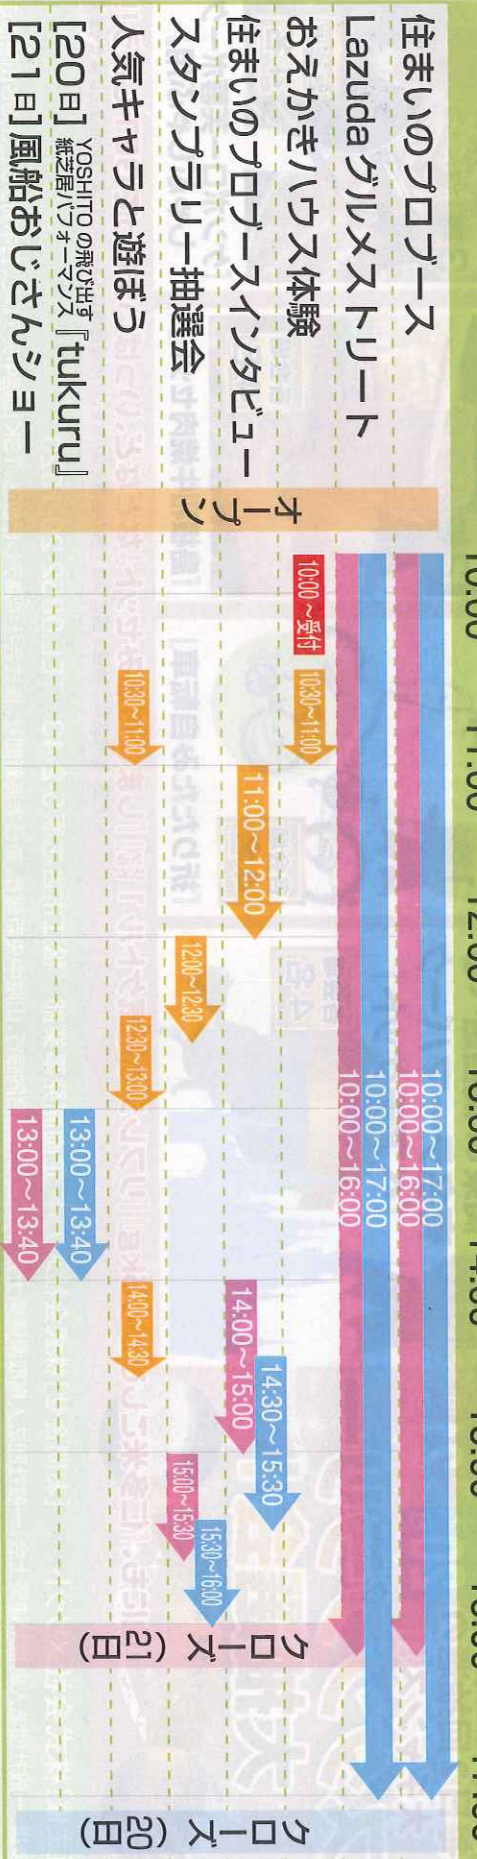 10:00 11:00 12:00 13:00 14:00 15:00 16:00 17:00
住まいのプロブース
10:00～17:00
10:00～16:00
Lazudaグルメストリート
10:00～17:00
10:00～16:00
おえかきハウス体験
10:00～受付
10:30～11:00
住まいのプロブースインタビュー
11:00～12:00
14:30～15:30
14:00～15:00
スタンプラリー抽選会
12:00～12:30
15:30～16:00
15:00～15:30
人気キャラと遊ぼう
10:30～11:00
12:30～13:00
14:00～14:30
[20日] YOSHITOの飛び出す
紙芝居パフォーマンス『tukuru』
13:00～13:40
[21日] 風船おじさんショー
13:00～13:40
オープン
クローズ(21日)
クローズ(20日)